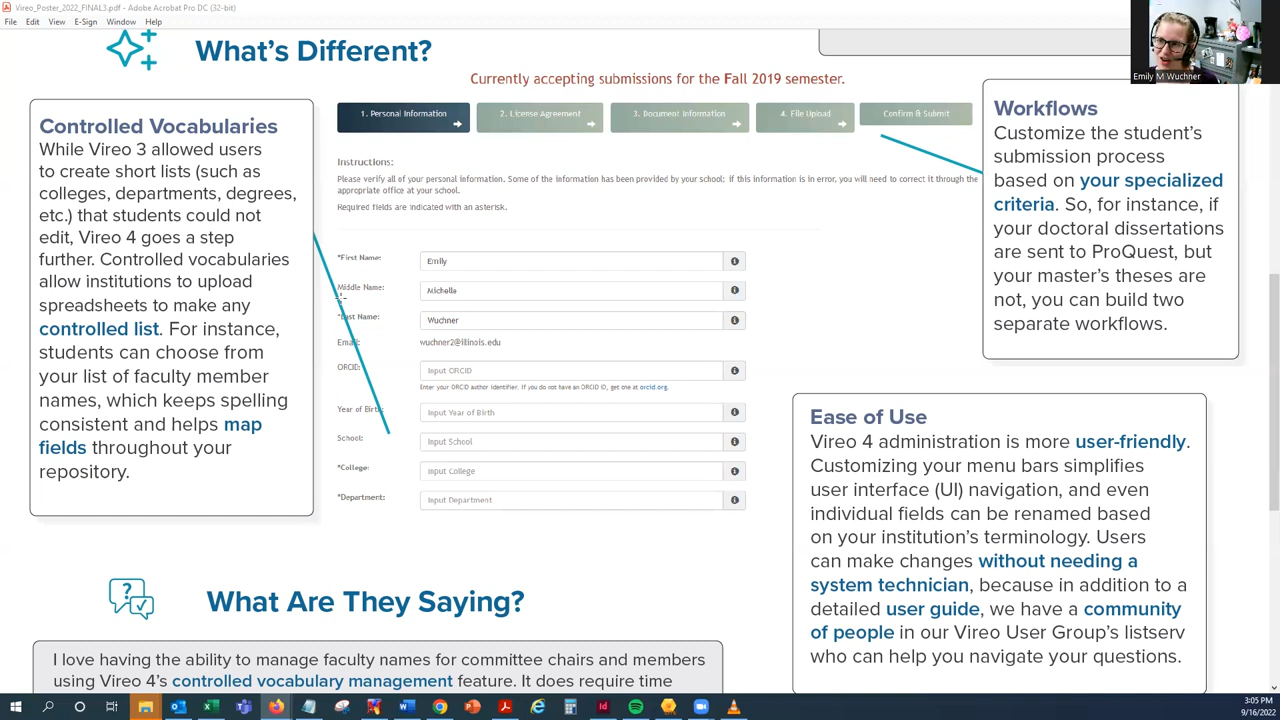 Vireo_Poster_2022_FINAL3.pdf - Adobe Acrobat Pro DC (32-bit)
File Edit View E-Sign Window Help
Emily M Wuchner
What's Different?
Currently accepting submissions for the Fall 2019 semester.
1. Personal Information
2. License Agreement
3. Document Information
4. File Upload
Confirm & Submit
Controlled Vocabularies
While Vireo 3 allowed users
to create short lists (such as
colleges, departments, degrees,
etc.) that students could not
edit, Vireo 4 goes a step
further. Controlled vocabularies
allow institutions to upload
spreadsheets to make any
controlled list. For instance,
students can choose from
your list of faculty member
names, which keeps spelling
consistent and helps map
fields throughout your
repository.
Instructions:
Please verify all of your personal information. Some of the information has been provided by your school: if this information is in error, you will need to correct it through the
appropriate office at your school.
Required fields are indicated with an asterisk.
*First Name: Emily
Middle Name: Michelle
*Last Name: Wuchner
Email: wuchner2@illinois.edu
ORCID: Input ORCID
Enter your ORCID author identifier. If you do not have an ORCID ID, get one at orcid.org.
Year of Birth: Input Year of Birth
School: Input School
*College: Input College
*Department: Input Department
Workflows
Customize the student's
submission process
based on your specialized
criteria. So, for instance, if
your doctoral dissertations
are sent to ProQuest, but
your master's theses are
not, you can build two
separate workflows.
Ease of Use
Vireo 4 administration is more user-friendly.
Customizing your menu bars simplifies
user interface (UI) navigation, and even
individual fields can be renamed based
on your institution's terminology. Users
can make changes without needing a
system technician, because in addition to a
detailed user guide, we have a community
of people in our Vireo User Group's listserv
who can help you navigate your questions.
What Are They Saying?
I love having the ability to manage faculty names for committee chairs and members
using Vireo 4's controlled vocabulary management feature. It does require time
3:05 PM
9/16/2022